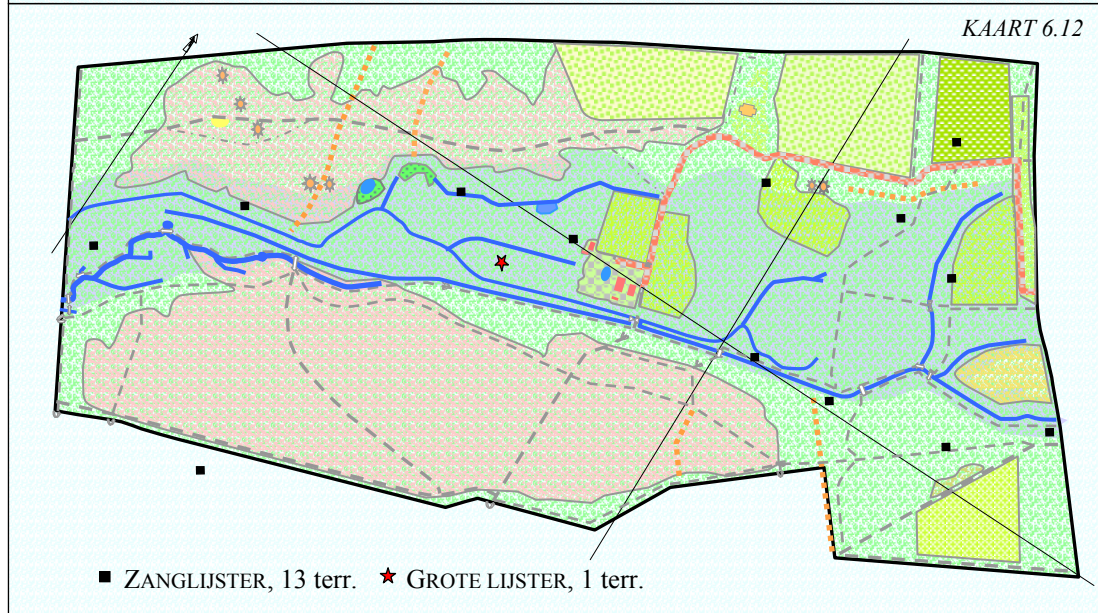 KAART 6.12
■ ZANGLIJSTER, 13 terr. ★ GROTE LIJSTER, 1 terr.